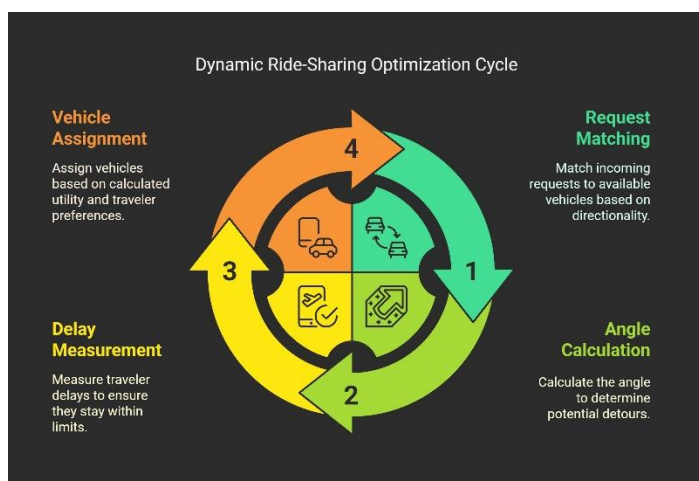 Dynamic Ride-Sharing Optimization Cycle
Vehicle
Assignment
Assign vehicles
based on calculated
utility and traveler
preferences.
4
Request
Matching
Match incoming
requests to available
vehicles based on
directionality.
3
1
Delay
Measurement
Measure traveler
delays to ensure
they stay within
limits.
2
Angle
Calculation
Calculate the angle
to determine
potential detours.